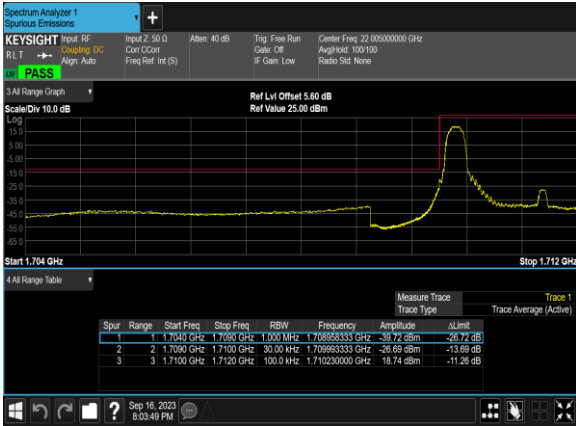 Spectrum Analyzer 1
Spurious Emissions
+
KEYSIGHT Input: RF Input Z: 50 Ω Atten: 40 dB Trig: Free Run Center Freq: 22.005000000 GHz
RLT Coupling: DC Corr CCorr Gate: Off Avg|Hold: 100/100
Align: Auto Freq Ref: Int (S) IF Gain: Low Radio Std: None
PASS
3 All Range Graph
Ref Lvl Offset 5.60 dB
Scale/Div 10.0 dB Ref Value 25.00 dBm
Log
15.0
5.00
-5.00
-15.0
-25.0
-35.0
-45.0
-55.0
-65.0
Start 1.704 GHz Stop 1.712 GHz
4 All Range Table
Measure Trace Trace 1
Trace Type Trace Average (Active)
Spur Range Start Freq Stop Freq RBW Frequency Amplitude ΔLimit
1 1 1.7040 GHz 1.7090 GHz 1.000 MHz 1.708958333 GHz -39.72 dBm -26.72 dB
2 2 1.7090 GHz 1.7100 GHz 30.00 kHz 1.709993333 GHz -26.69 dBm -13.69 dB
3 3 1.7100 GHz 1.7120 GHz 100.0 kHz 1.710230000 GHz 18.74 dBm -11.26 dB
? Sep 16, 2023
8:03:49 PM